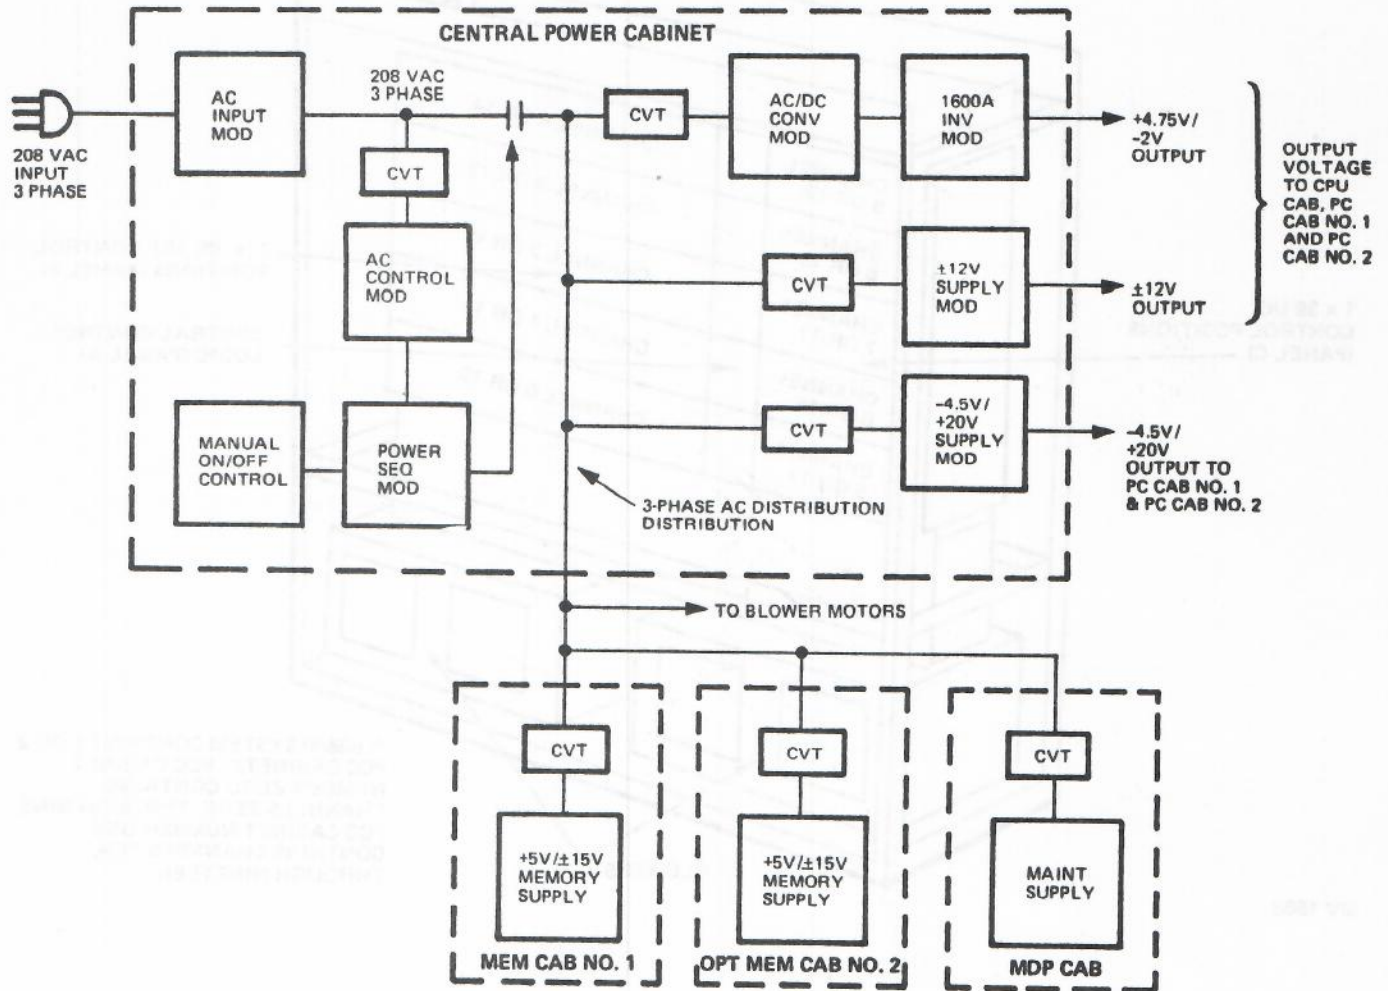 CENTRAL POWER CABINET
208 VAC
INPUT
3 PHASE
AC
INPUT
MOD
208 VAC
3 PHASE
CVT
AC
CONTROL
MOD
MANUAL
ON/OFF
CONTROL
POWER
SEQ
MOD
CVT
AC/DC
CONV
MOD
1600A
INV
MOD
+4.75V/
-2V
OUTPUT
CVT
±12V
SUPPLY
MOD
±12V
OUTPUT
OUTPUT
VOLTAGE
TO CPU
CAB, PC
CAB NO. 1
AND PC
CAB NO. 2
CVT
-4.5V/
+20V
SUPPLY
MOD
-4.5V/
+20V
OUTPUT TO
PC CAB NO. 1
& PC CAB NO. 2
3-PHASE AC DISTRIBUTION
DISTRIBUTION
TO BLOWER MOTORS
CVT
+5V/±15V
MEMORY
SUPPLY
MEM CAB NO. 1
CVT
+5V/±15V
MEMORY
SUPPLY
OPT MEM CAB NO. 2
CVT
MAINT
SUPPLY
MDP CAB